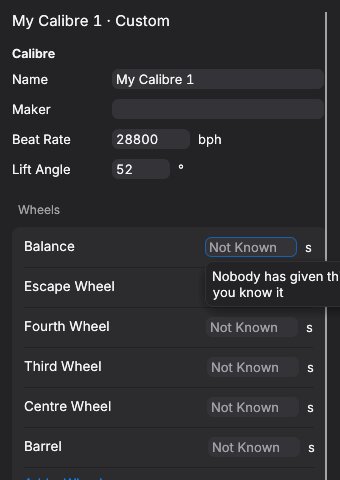 My Calibre 1 · Custom
Calibre
Name My Calibre 1
Maker
Beat Rate 28800 bph
Lift Angle 52 °
Wheels
Balance Not Known s
Nobody has given th
you know it
Escape Wheel
Fourth Wheel Not Known s
Third Wheel Not Known s
Centre Wheel Not Known s
Barrel Not Known s